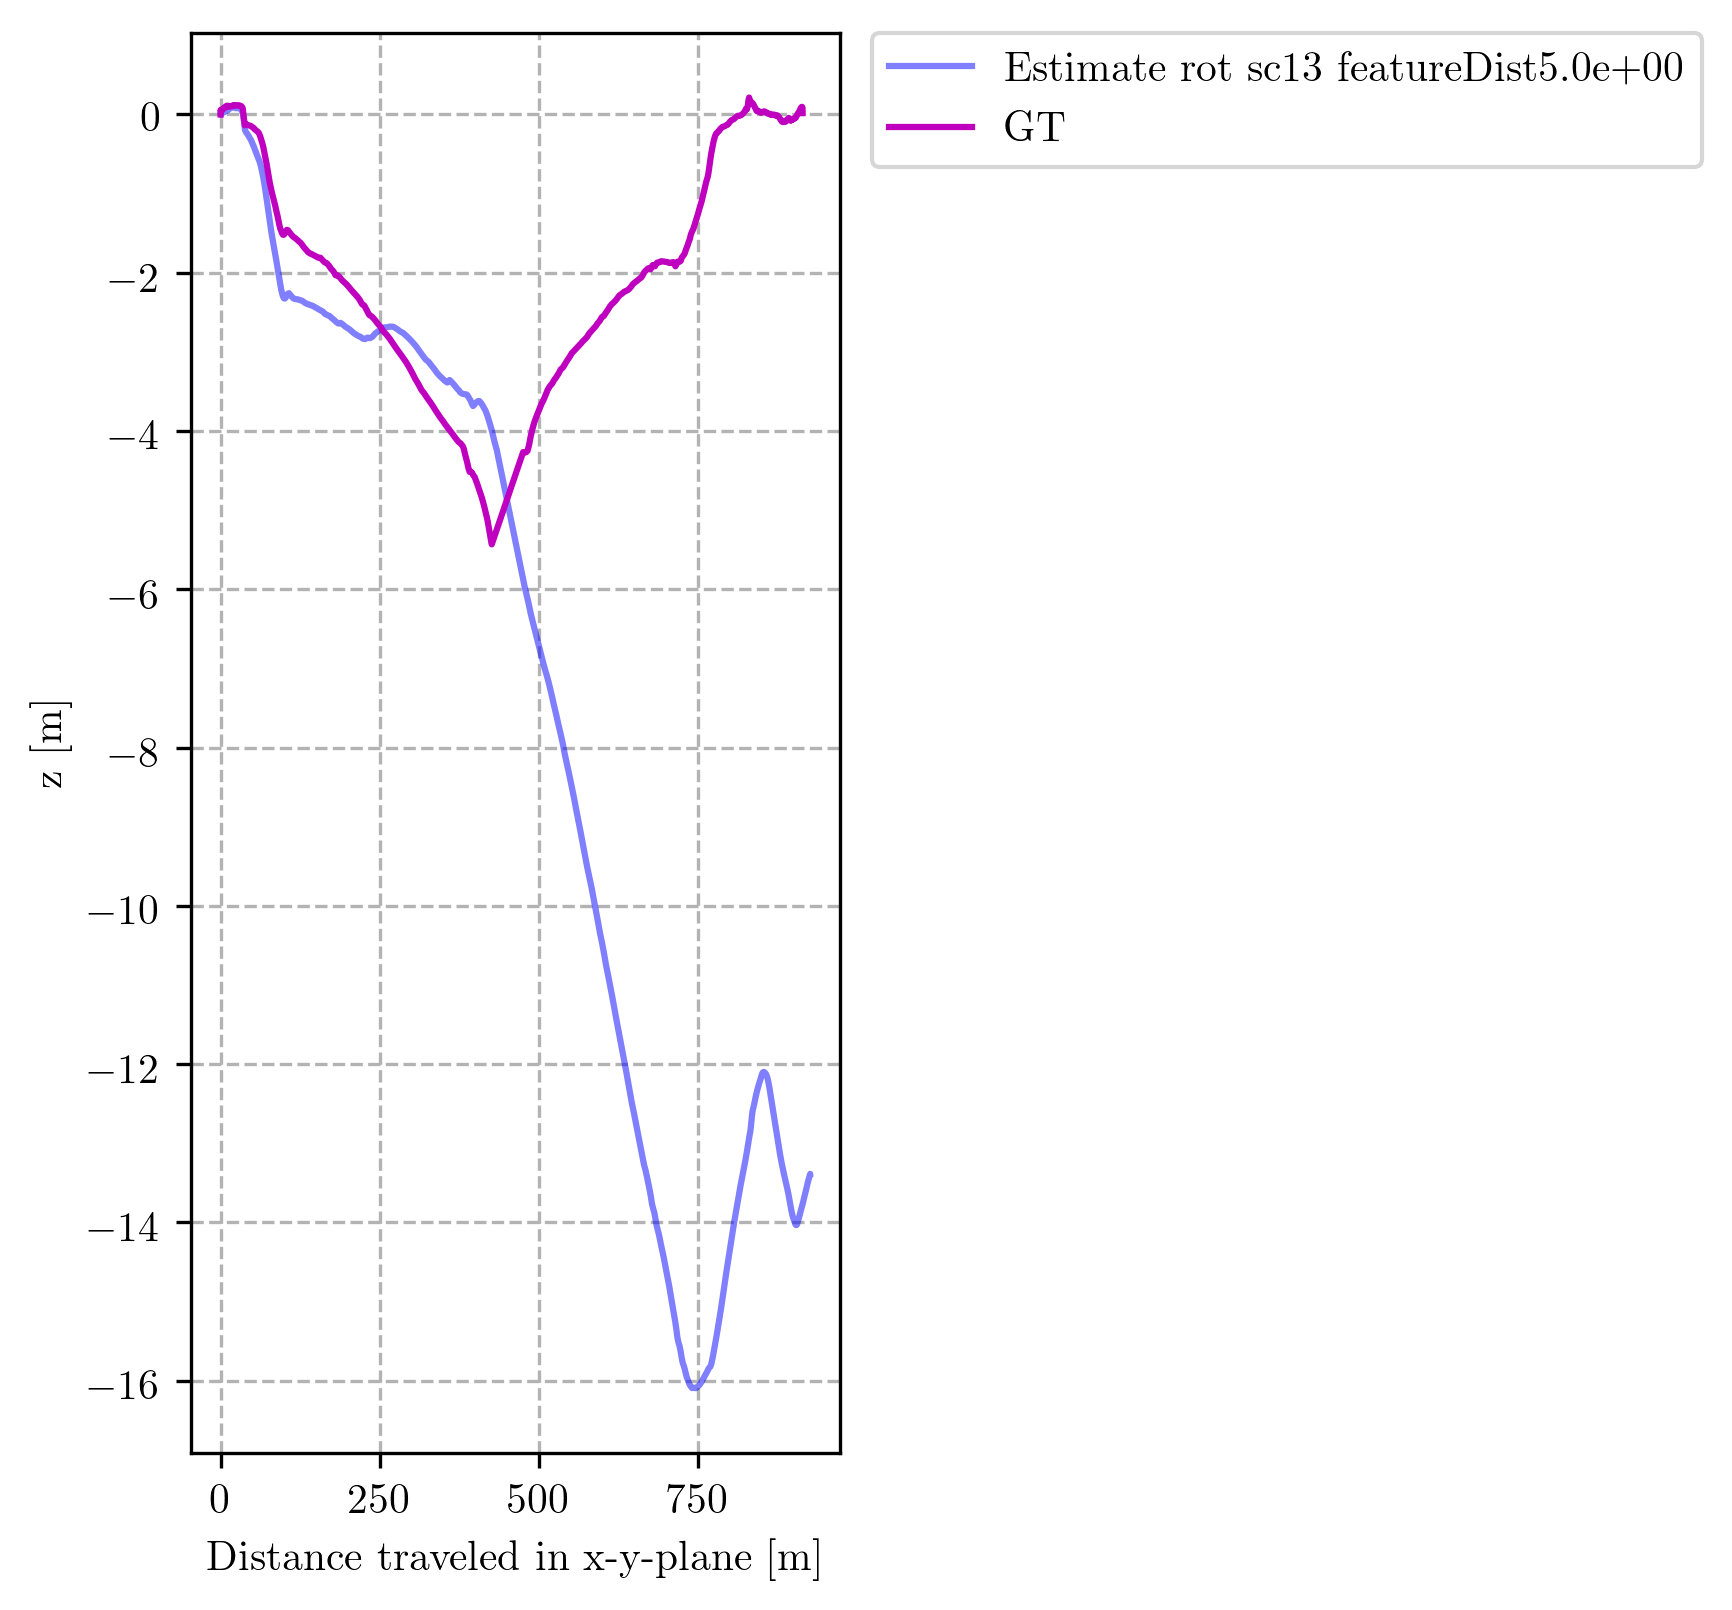 Estimate rot sc13 featureDist5.0e+00
GT
0
−2
−4
−6
−8
−10
−12
−14
−16
z [m]
0 250 500 750
Distance traveled in x-y-plane [m]